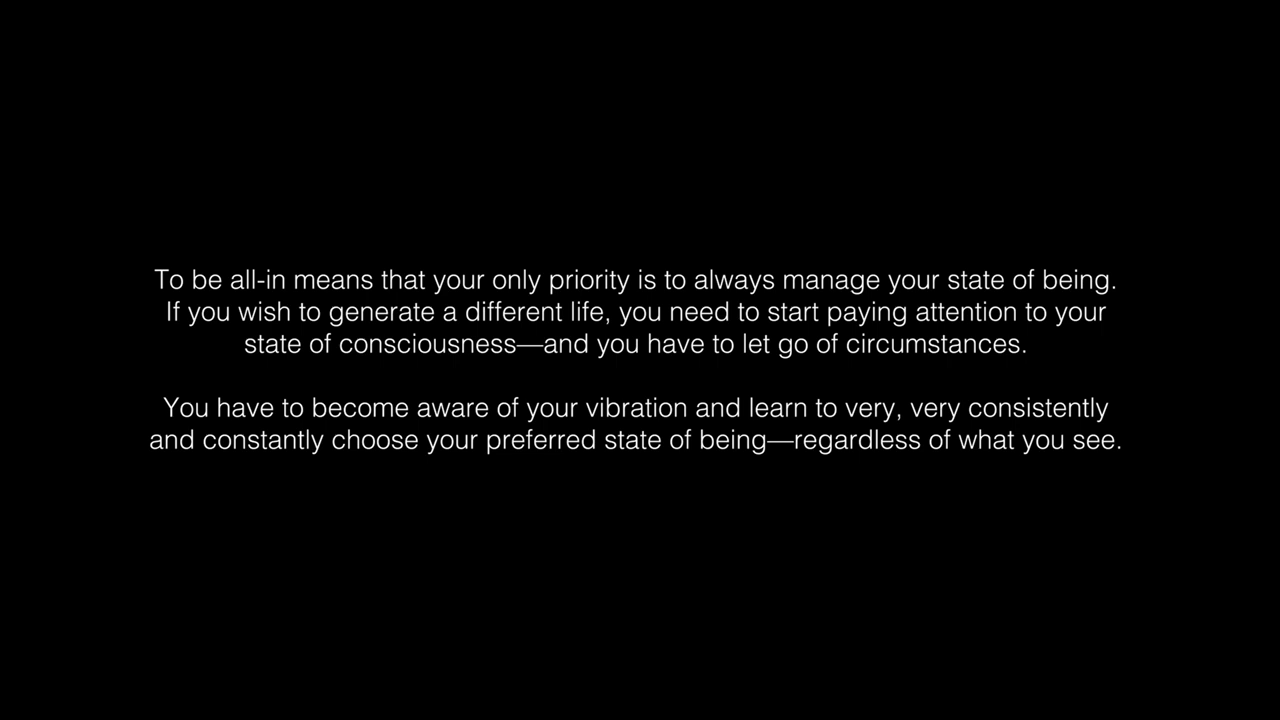 To be all-in means that your only priority is to always manage your state of being.
If you wish to generate a different life, you need to start paying attention to your
state of consciousness—and you have to let go of circumstances.
You have to become aware of your vibration and learn to very, very consistently
and constantly choose your preferred state of being—regardless of what you see.